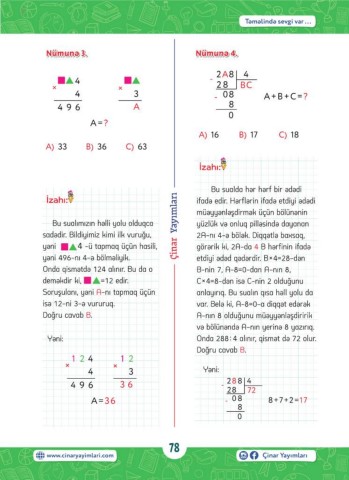 Təməlində sevgi var ...
Nümunə 3.
■▲4
×
4
496
■▲
×
3
A
A=?
A) 33 B) 36 C) 63
İzahı:
Bu sualımızın həlli yolu olduqca
sadədir. Bildiyimiz kimi ilk vuruğu,
yəni ■▲4 -ü tapmaq üçün hasili,
yəni 496-nı 4-ə bölməliyik.
Onda qismətdə 124 alınır. Bu da o
deməkdir ki, ■▲=12 edir.
Soruşulanı, yəni A-nı tapmaq üçün
isə 12-ni 3-ə vururuq.
Doğru cavab B.
Yəni:
124
×
4
496
12
×
3
36
A=36
Çinar Yayımları
Nümunə 4.
- 2A8 4
28 BC
- 08
8
0
A+B+C=?
A) 16 B) 17 C) 18
İzahı:
Bu sualda hər hərf bir ədədi
ifadə edir. Hərflərin ifadə etdiyi ədədi
müəyyənləşdirmək üçün bölünənin
yüzlük və onluq pilləsində dayanan
2A-nı 4-ə bölək. Diqqətlə baxsaq,
görərik ki, 2A-da 4 B hərfinin ifadə
etdiyi ədəd qədərdir. B×4=28-dən
B-nin 7, A-8=0-dan A-nın 8,
C×4=8-dən isə C-nin 2 olduğunu
anlayırıq. Bu sualın qısa həlli yolu da
var. Belə ki, A-8=0-a diqqət edərək
A-nın 8 olduğunu müəyyənləşdiririk
və bölünəndə A-nın yerinə 8 yazırıq.
Onda 288:4 alınır, qismət də 72 olur.
Doğru cavab B.
Yəni:
- 288 4
28 72
- 08
8
0
B+7+2=17
www.cinaryayimlari.com
78
Çinar Yayımları